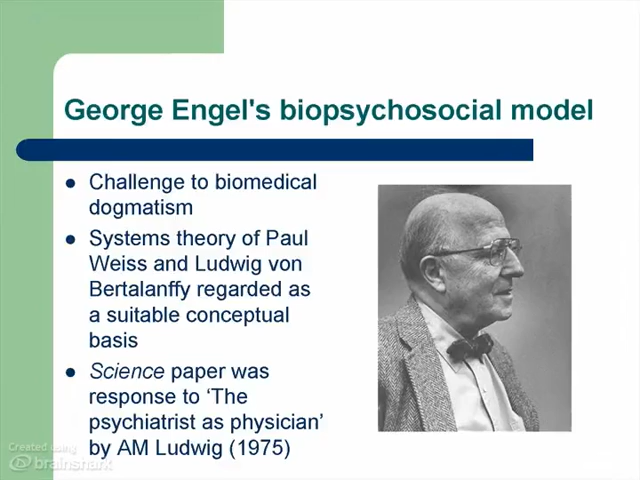 George Engel's biopsychosocial model
● Challenge to biomedical
dogmatism
● Systems theory of Paul
Weiss and Ludwig von
Bertalanffy regarded as
a suitable conceptual
basis
● Science paper was
response to ‘The
psychiatrist as physician’
by AM Ludwig (1975)
Created using
brainshark